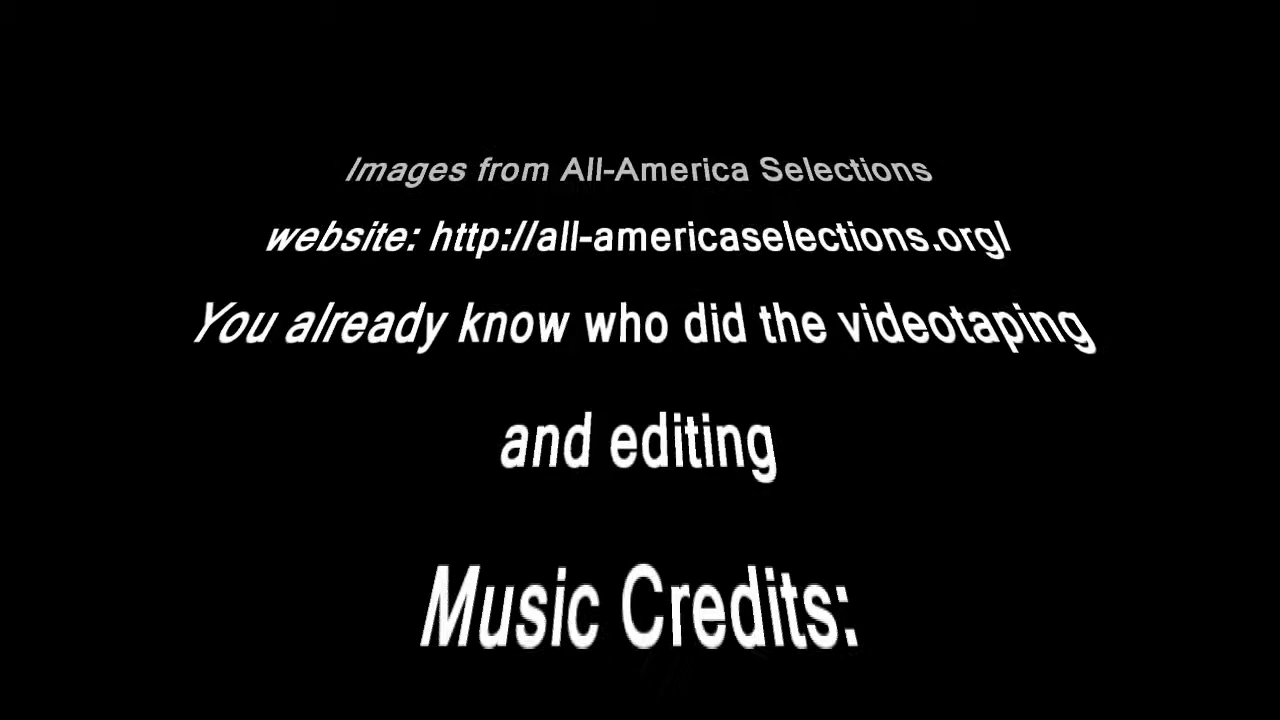 Images from All-America Selections
website: http://all-americaselections.org/
You already know who did the videotaping
and editing
Music Credits: